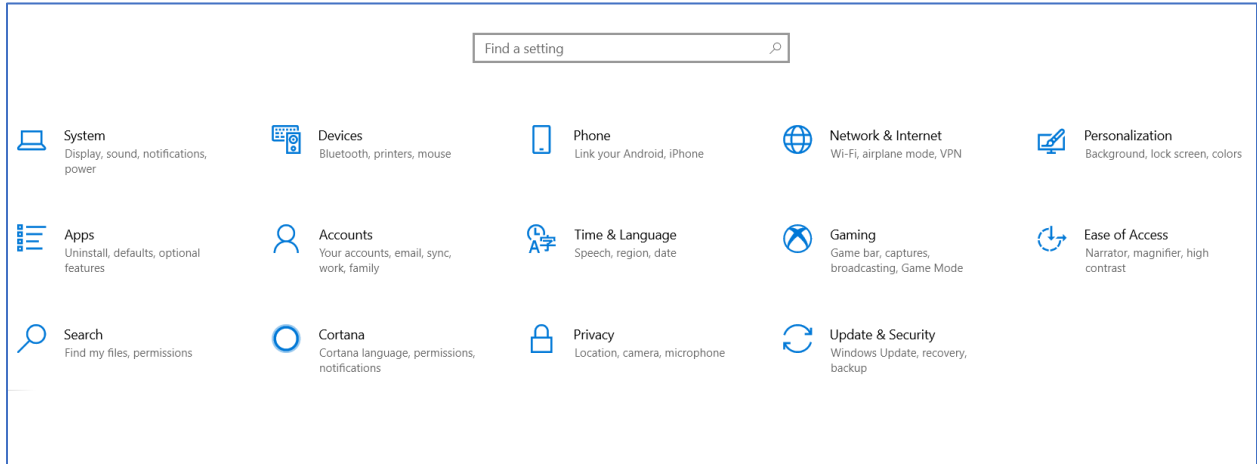 Find a setting
System
Display, sound, notifications,
power
Devices
Bluetooth, printers, mouse
Phone
Link your Android, iPhone
Network & Internet
Wi-Fi, airplane mode, VPN
Personalization
Background, lock screen, colors
Apps
Uninstall, defaults, optional
features
Accounts
Your accounts, email, sync,
work, family
A字
Time & Language
Speech, region, date
Gaming
Game bar, captures,
broadcasting, Game Mode
Ease of Access
Narrator, magnifier, high
contrast
Search
Find my files, permissions
Cortana
Cortana language, permissions,
notifications
Privacy
Location, camera, microphone
Update & Security
Windows Update, recovery,
backup